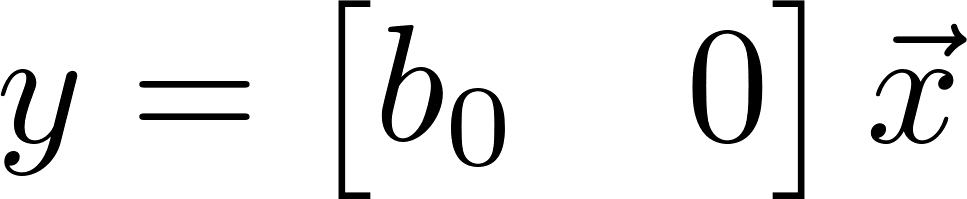 y = [b₀ 0] x⃗